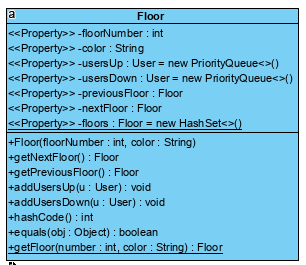 a
Floor
<<Property>> -floorNumber : int
<<Property>> -color : String
<<Property>> -usersUp : User = new PriorityQueue<>()
<<Property>> -usersDown : User = new PriorityQueue<>()
<<Property>> -previousFloor : Floor
<<Property>> -nextFloor : Floor
<<Property>> -floors : Floor = new HashSet<>()
+Floor(floorNumber : int, color : String)
+getNextFloor() : Floor
+getPreviousFloor() : Floor
+addUsersUp(u : User) : void
+addUsersDown(u : User) : void
+hashCode() : int
+equals(obj : Object) : boolean
+getFloor(number : int, color : String) : Floor